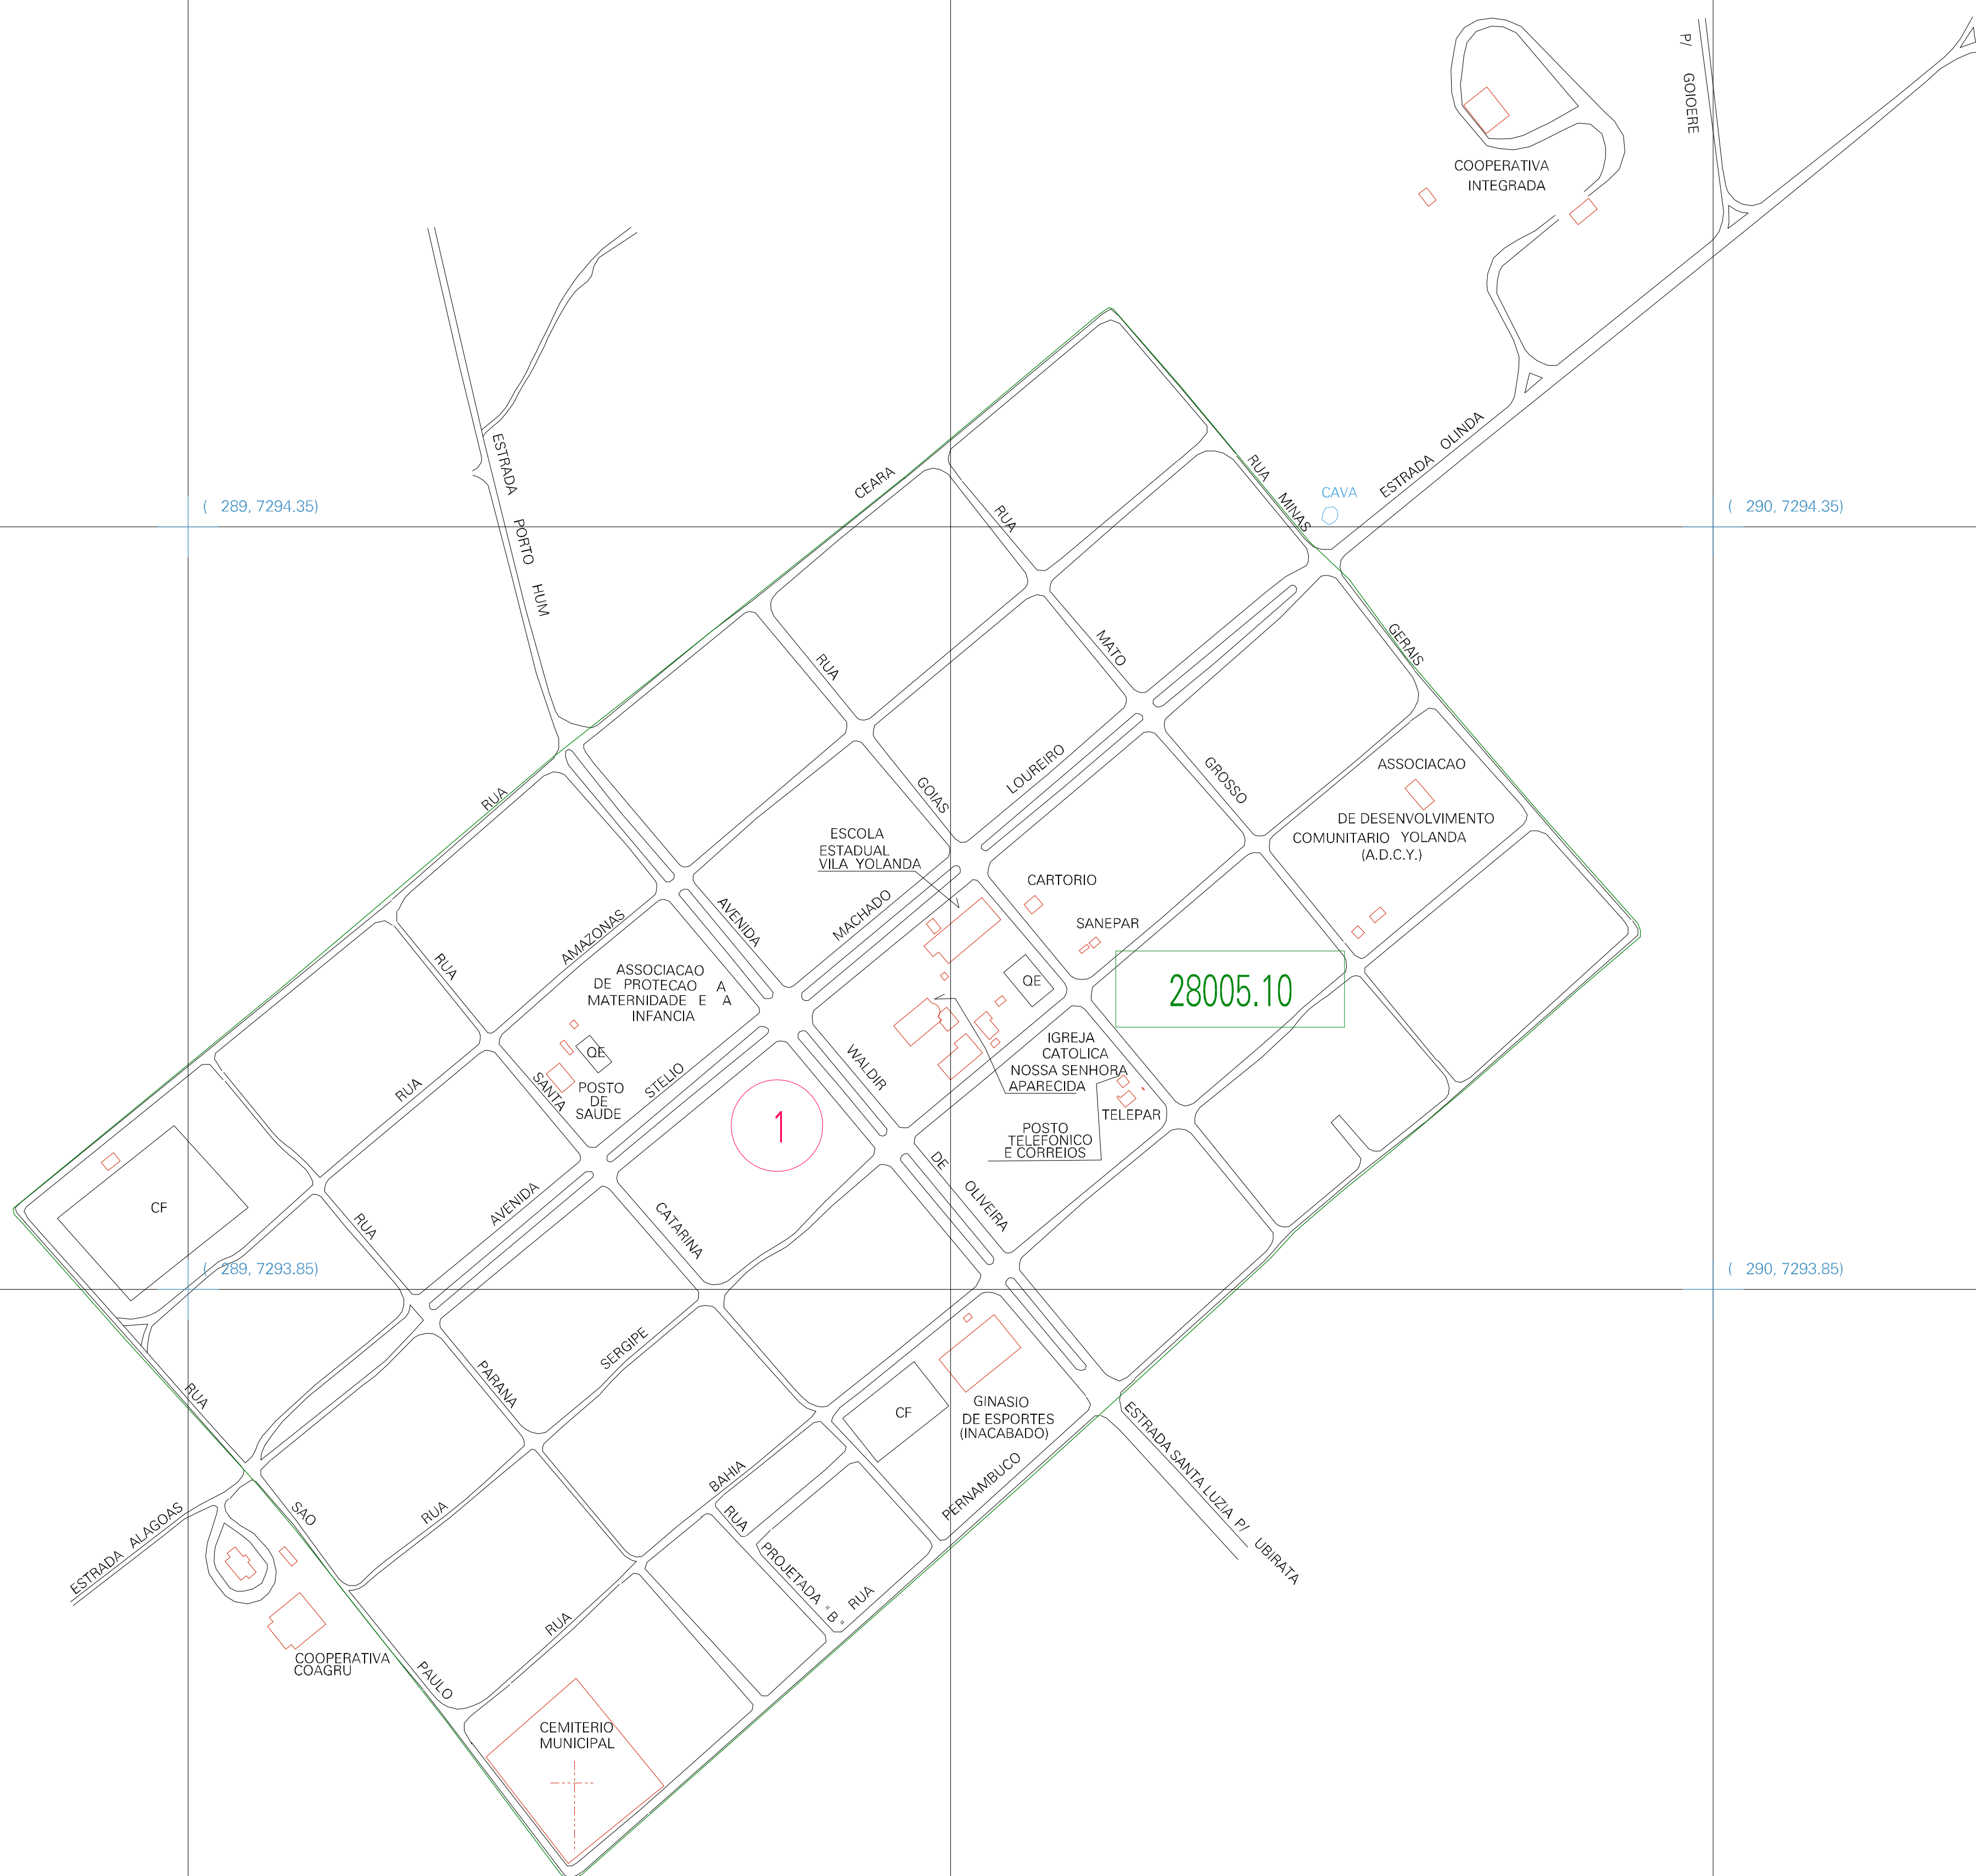 P/ GOIOERE
COOPERATIVA
INTEGRADA
ESTRADA OLINDA
CAVA
( 289, 7294.35)
( 290, 7294.35)
ESTRADA PORTO HUM
RUA CEARA
RUA MINAS GERAIS
RUA MATO GROSSO
RUA GOIAS
AVENIDA STELIO MACHADO LOUREIRO
ASSOCIACAO
DE DESENVOLVIMENTO
COMUNITARIO YOLANDA
(A.D.C.Y.)
ESCOLA
ESTADUAL
VILA YOLANDA
CARTORIO
SANEPAR
QE
28005.10
RUA AMAZONAS
AVENIDA WALDIR DE OLIVEIRA
ASSOCIACAO
DE PROTECAO A
MATERNIDADE E A
INFANCIA
QE
POSTO
DE
SAUDE
IGREJA
CATOLICA
NOSSA SENHORA
APARECIDA
TELEPAR
POSTO
TELEFONICO
E CORREIOS
1
RUA SANTA CATARINA
CF
RUA PARANA
( 289, 7293.85)
( 290, 7293.85)
RUA SERGIPE
RUA BAHIA
CF
GINASIO
DE ESPORTES
(INACABADO)
RUA PERNAMBUCO
ESTRADA SANTA LUZIA P/ UBIRATA
RUA PROJETADA "B"
RUA SAO PAULO
ESTRADA ALAGOAS
COOPERATIVA
COAGRU
CEMITERIO
MUNICIPAL